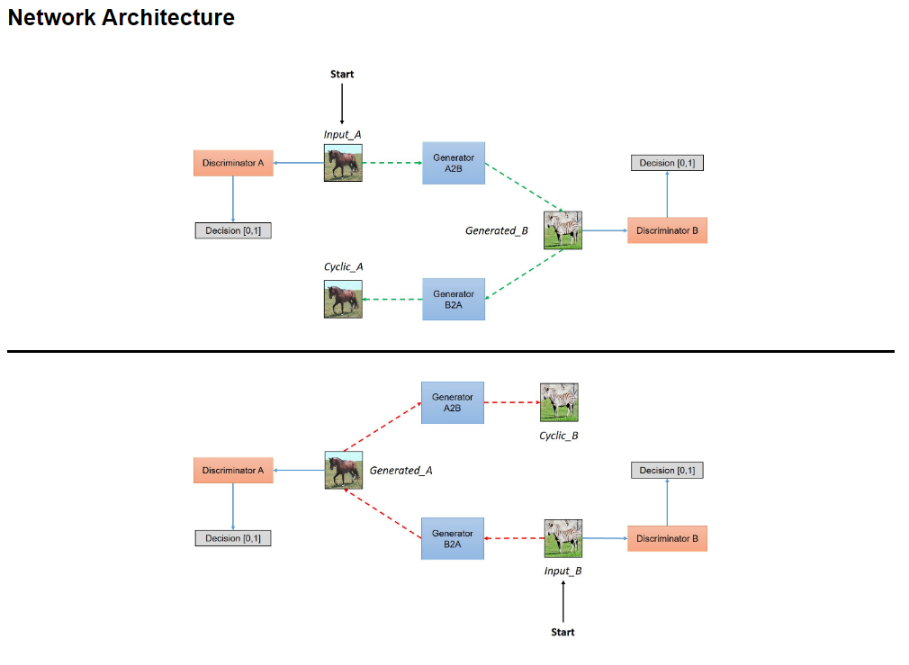 Network Architecture
Start
Input_A
Discriminator A
Generator
A2B
Decision [0,1]
Decision [0,1]
Generated_B
Discriminator B
Cyclic_A
Generator
B2A
Generator
A2B
Cyclic_B
Discriminator A
Generated_A
Decision [0,1]
Decision [0,1]
Generator
B2A
Discriminator B
Input_B
Start